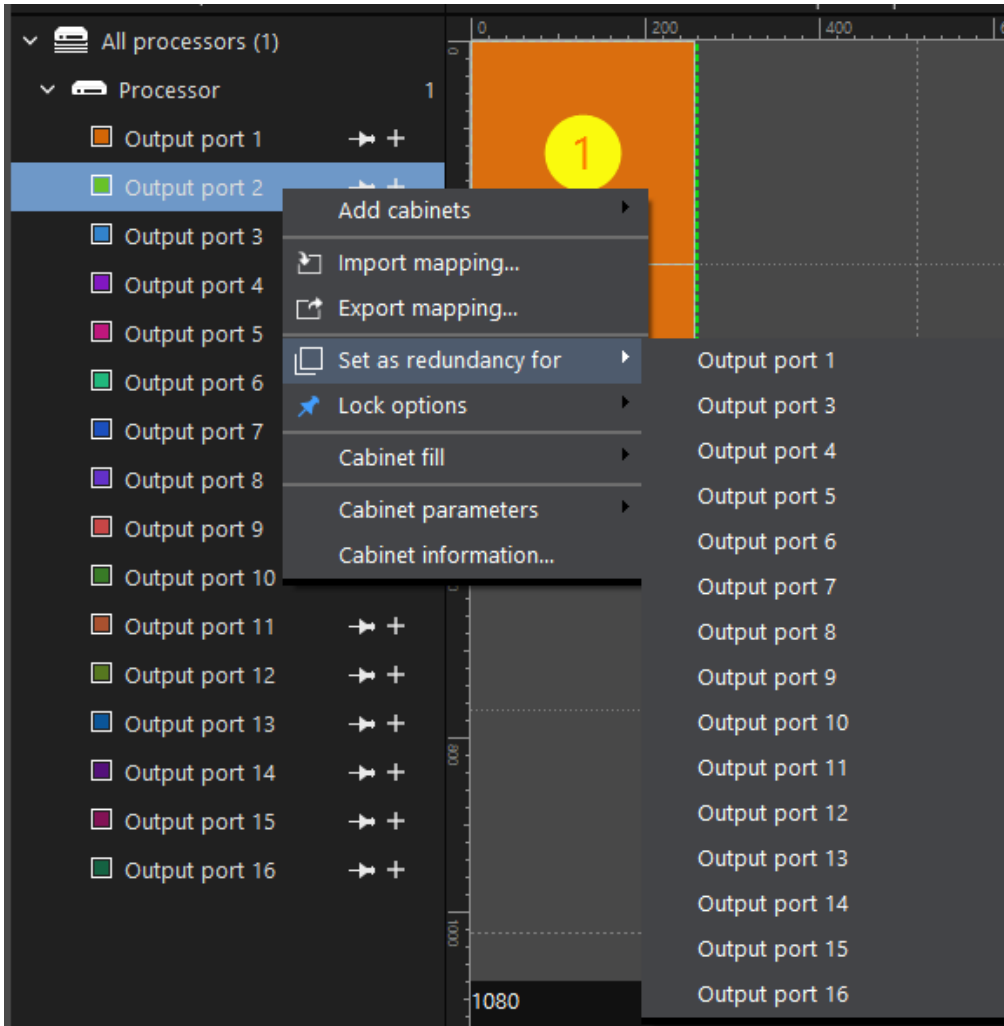 0 200 400
0
All processors (1)
Processor 1
Output port 1
1
Output port 2
Add cabinets
Output port 3
Import mapping...
Output port 4
Export mapping...
Output port 5
Set as redundancy for
Output port 1
Output port 6
Lock options
Output port 3
Output port 7
Cabinet fill
Output port 4
Output port 8
Output port 5
Cabinet parameters
Output port 9
Output port 6
Cabinet information...
Output port 10
Output port 7
Output port 11
Output port 8
Output port 12
Output port 9
Output port 13
Output port 10
800
Output port 14
Output port 11
Output port 15
Output port 12
Output port 16
Output port 13
Output port 14
1000
Output port 15
1080
Output port 16